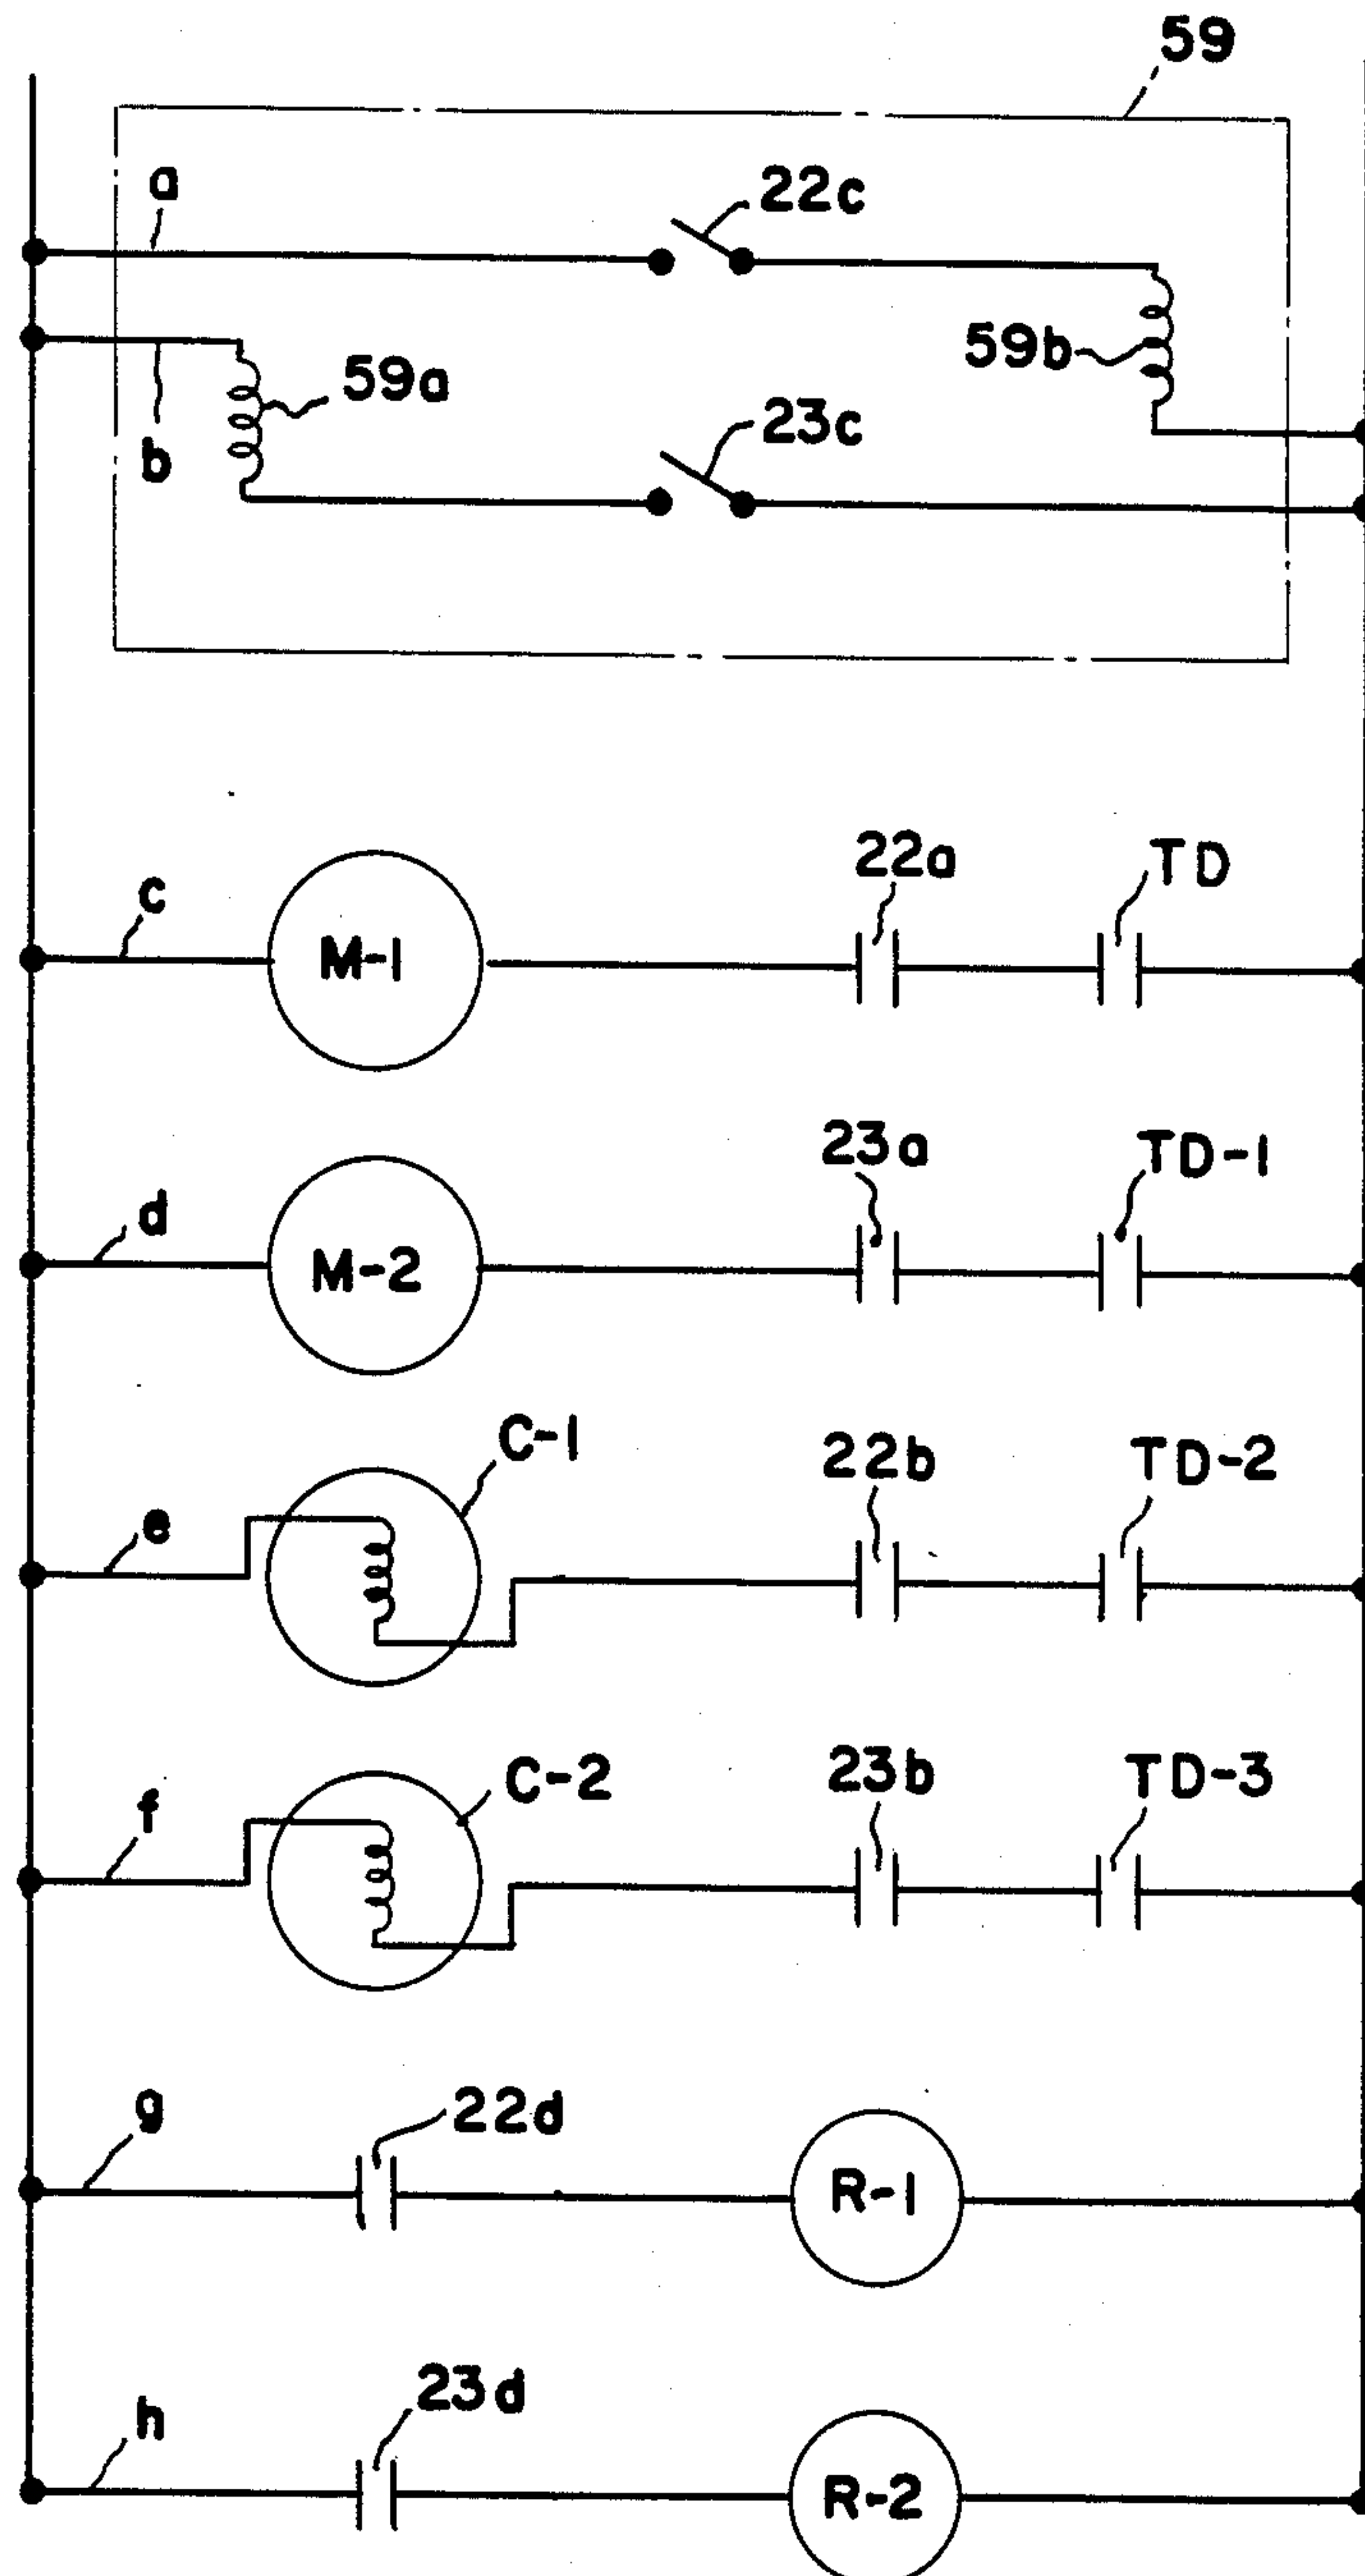 59
a
22c
59b
59a
23c
b
22a
TD
c
M-1
23a
TD-1
d
M-2
C-1
22b
TD-2
e
C-2
23b
TD-3
f
g
22d
R-1
h
23d
R-2